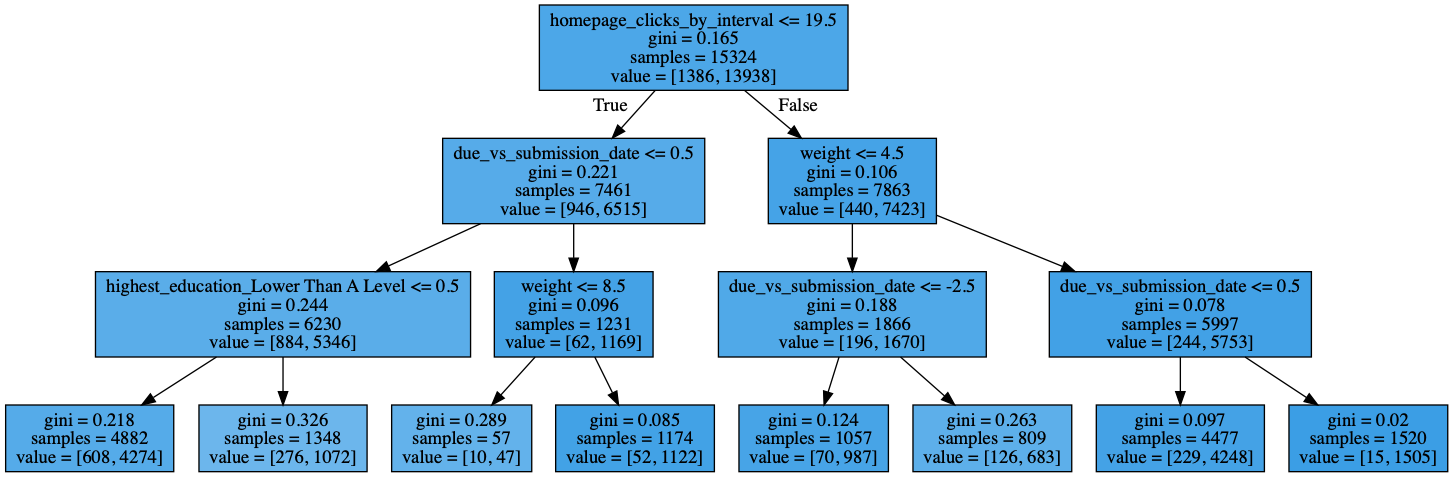 homepage_clicks_by_interval <= 19.5
gini = 0.165
samples = 15324
value = [1386, 13938]
True
False
due_vs_submission_date <= 0.5
gini = 0.221
samples = 7461
value = [946, 6515]
weight <= 4.5
gini = 0.106
samples = 7863
value = [440, 7423]
highest_education_Lower Than A Level <= 0.5
gini = 0.244
samples = 6230
value = [884, 5346]
weight <= 8.5
gini = 0.096
samples = 1231
value = [62, 1169]
due_vs_submission_date <= -2.5
gini = 0.188
samples = 1866
value = [196, 1670]
due_vs_submission_date <= 0.5
gini = 0.078
samples = 5997
value = [244, 5753]
gini = 0.218
samples = 4882
value = [608, 4274]
gini = 0.326
samples = 1348
value = [276, 1072]
gini = 0.289
samples = 57
value = [10, 47]
gini = 0.085
samples = 1174
value = [52, 1122]
gini = 0.124
samples = 1057
value = [70, 987]
gini = 0.263
samples = 809
value = [126, 683]
gini = 0.097
samples = 4477
value = [229, 4248]
gini = 0.02
samples = 1520
value = [15, 1505]